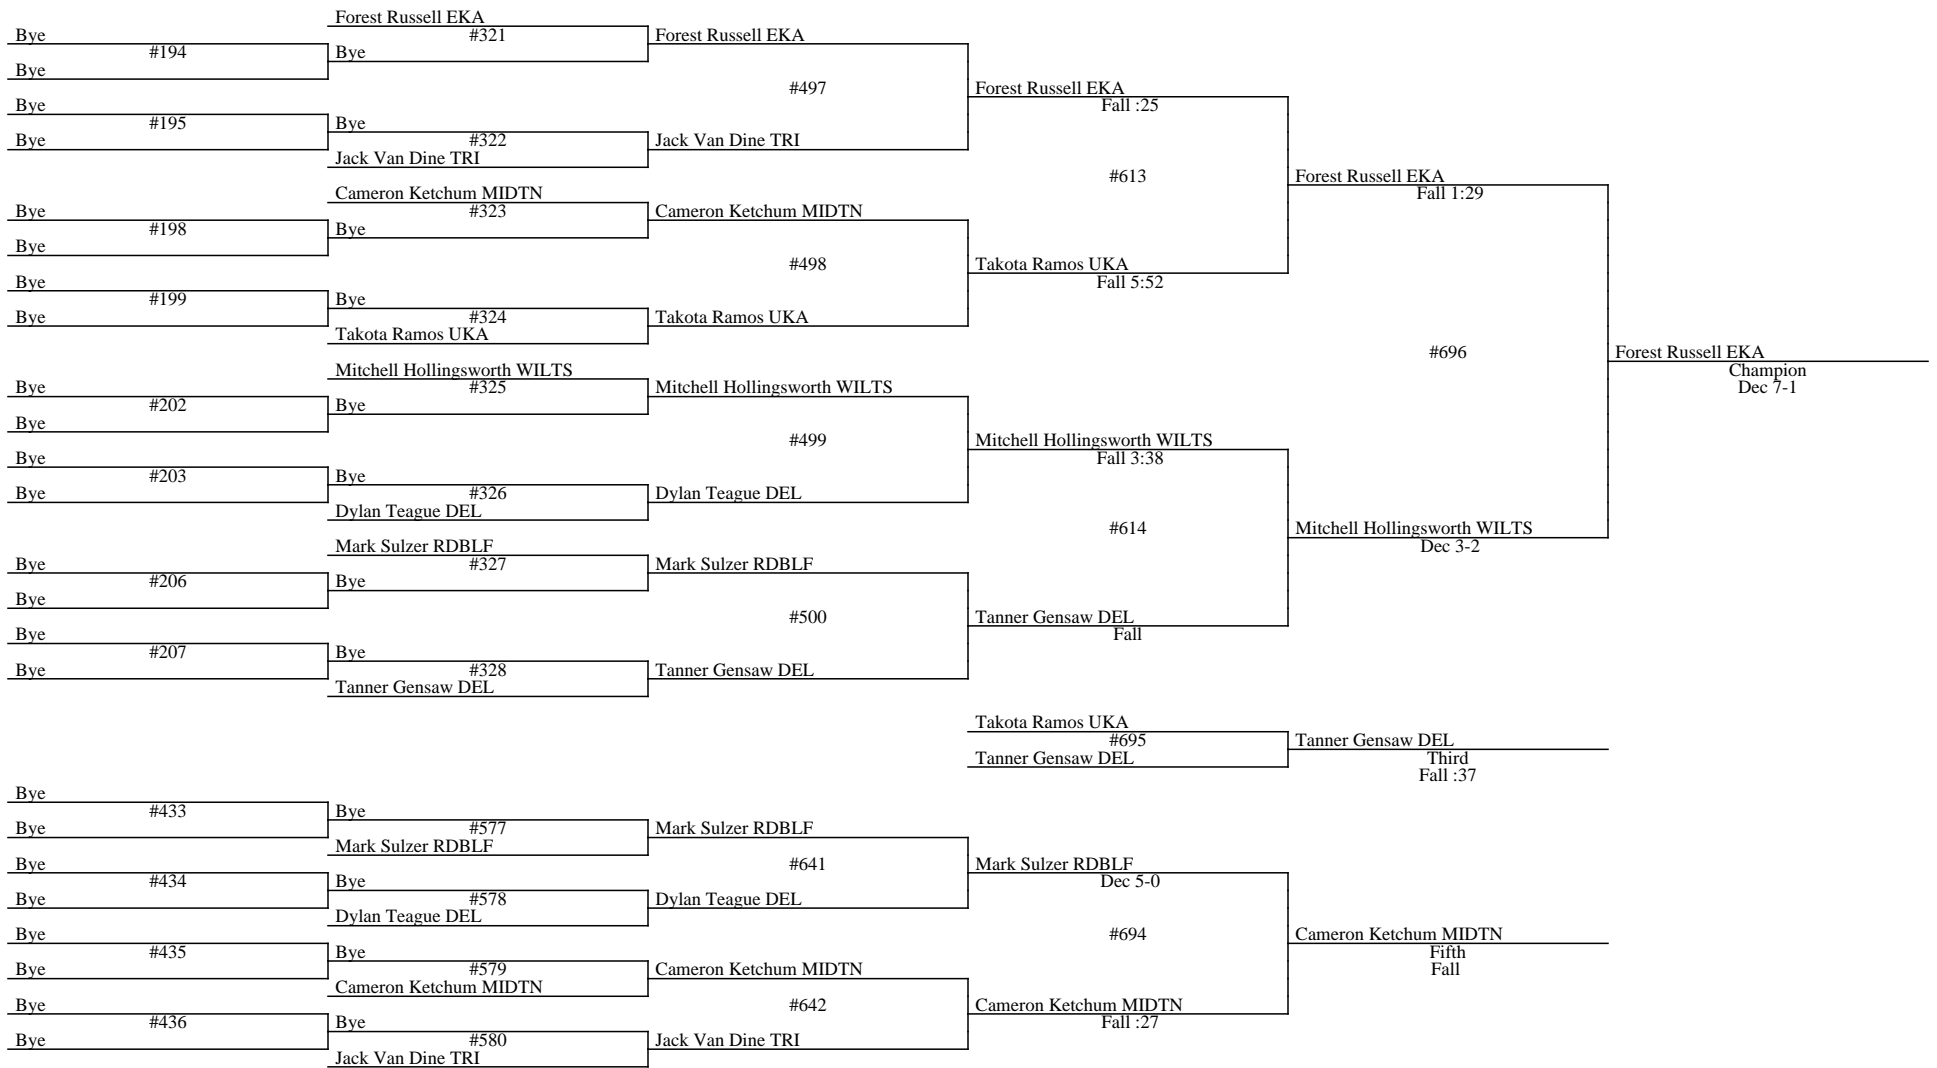 Forest Russell EKA
Bye
#321
Forest Russell EKA
#194
Bye
Bye
#497
Forest Russell EKA
Bye
Fall :25
#195
Bye
Bye
#322
Jack Van Dine TRI
Jack Van Dine TRI
#613
Forest Russell EKA
Cameron Ketchum MIDTN
Fall 1:29
Bye
#323
Cameron Ketchum MIDTN
#198
Bye
Bye
#498
Takota Ramos UKA
Bye
Fall 5:52
#199
Bye
Bye
#324
Takota Ramos UKA
Takota Ramos UKA
#696
Forest Russell EKA
Mitchell Hollingsworth WILTS
Champion
Bye
#325
Mitchell Hollingsworth WILTS
Dec 7-1
#202
Bye
Bye
#499
Mitchell Hollingsworth WILTS
Bye
Fall 3:38
#203
Bye
Bye
#326
Dylan Teague DEL
Dylan Teague DEL
#614
Mitchell Hollingsworth WILTS
Mark Sulzer RDBLF
Dec 3-2
Bye
#327
Mark Sulzer RDBLF
#206
Bye
Bye
#500
Tanner Gensaw DEL
Bye
Fall
#207
Bye
Bye
#328
Tanner Gensaw DEL
Tanner Gensaw DEL
Takota Ramos UKA
#695
Tanner Gensaw DEL
Tanner Gensaw DEL
Third
Fall :37
Bye
#433
Bye
Bye
#577
Mark Sulzer RDBLF
Mark Sulzer RDBLF
Bye
#641
Mark Sulzer RDBLF
#434
Bye
Dec 5-0
Bye
#578
Dylan Teague DEL
Dylan Teague DEL
Bye
#694
Cameron Ketchum MIDTN
#435
Bye
Fifth
Bye
#579
Cameron Ketchum MIDTN
Fall
Cameron Ketchum MIDTN
Bye
#642
Cameron Ketchum MIDTN
#436
Bye
Fall :27
Bye
#580
Jack Van Dine TRI
Jack Van Dine TRI